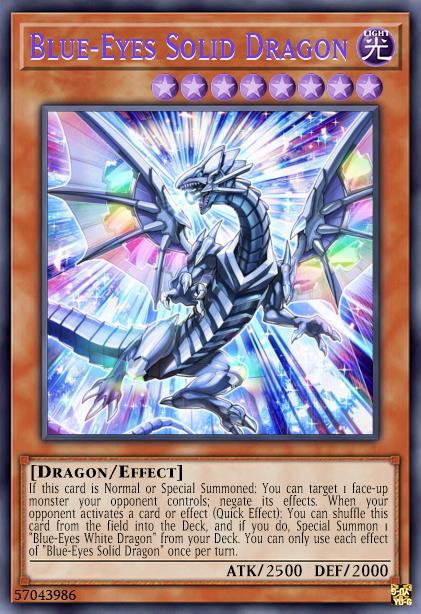 Blue-Eyes Solid Dragon
LIGHT
光
[Dragon/Effect]
If this card is Normal or Special Summoned: You can target 1 face-up
monster your opponent controls; negate its effects. When your
opponent activates a card or effect (Quick Effect): You can shuffle
this card from the field into the Deck, and if you do, Special Summon 1
"Blue-Eyes White Dragon" from your Deck. You can only use each effect
of "Blue-Eyes Solid Dragon" once per turn.
ATK/2500 DEF/2000
57043986